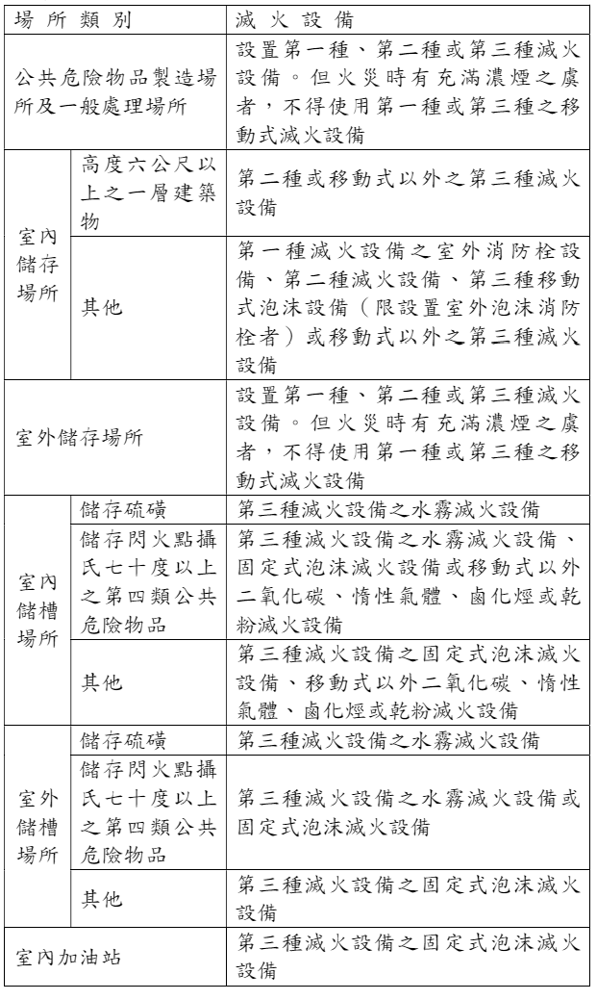 場所類別
滅火設備
公共危險物品製造場
所及一般處理場所
設置第一種、第二種或第三種滅火
設備。但火災時有充滿濃煙之虞
者，不得使用第一種或第三種之移
動式滅火設備
室內
儲存
場所
高度六公尺以
上之一層建築
物
第二種或移動式以外之第三種滅火
設備
其他
第一種滅火設備之室外消防栓設
備、第二種滅火設備、第三種移動
式泡沫設備（限設置室外泡沫消防
栓者）或移動式以外之第三種滅火
設備
室外儲存場所
設置第一種、第二種或第三種滅火
設備。但火災時有充滿濃煙之虞
者，不得使用第一種或第三種之移
動式滅火設備
室內
儲槽
場所
儲存硫磺
第三種滅火設備之水霧滅火設備
儲存閃火點攝
氏七十度以上
之第四類公共
危險物品
第三種滅火設備之水霧滅火設備、
固定式泡沫滅火設備或移動式以外
二氧化碳、惰性氣體、鹵化烴或乾
粉滅火設備
其他
第三種滅火設備之固定式泡沫滅火
設備、移動式以外二氧化碳、惰性
氣體、鹵化烴或乾粉滅火設備
室外
儲槽
場所
儲存硫磺
第三種滅火設備之水霧滅火設備
儲存閃火點攝
氏七十度以上
之第四類公共
危險物品
第三種滅火設備之水霧滅火設備或
固定式泡沫滅火設備
其他
第三種滅火設備之固定式泡沫滅火
設備
室內加油站
第三種滅火設備之固定式泡沫滅火
設備